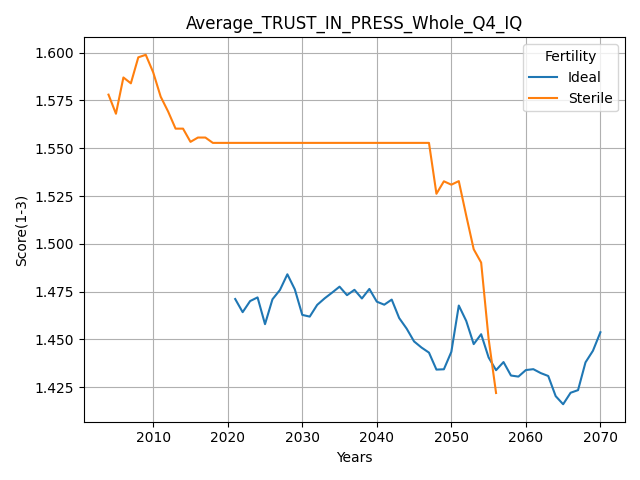 Average_TRUST_IN_PRESS_Whole_Q4_IQ
Fertility
Ideal
Sterile
Score(1-3)
1.600
1.575
1.550
1.525
1.500
1.475
1.450
1.425
2010 2020 2030 2040 2050 2060 2070
Years